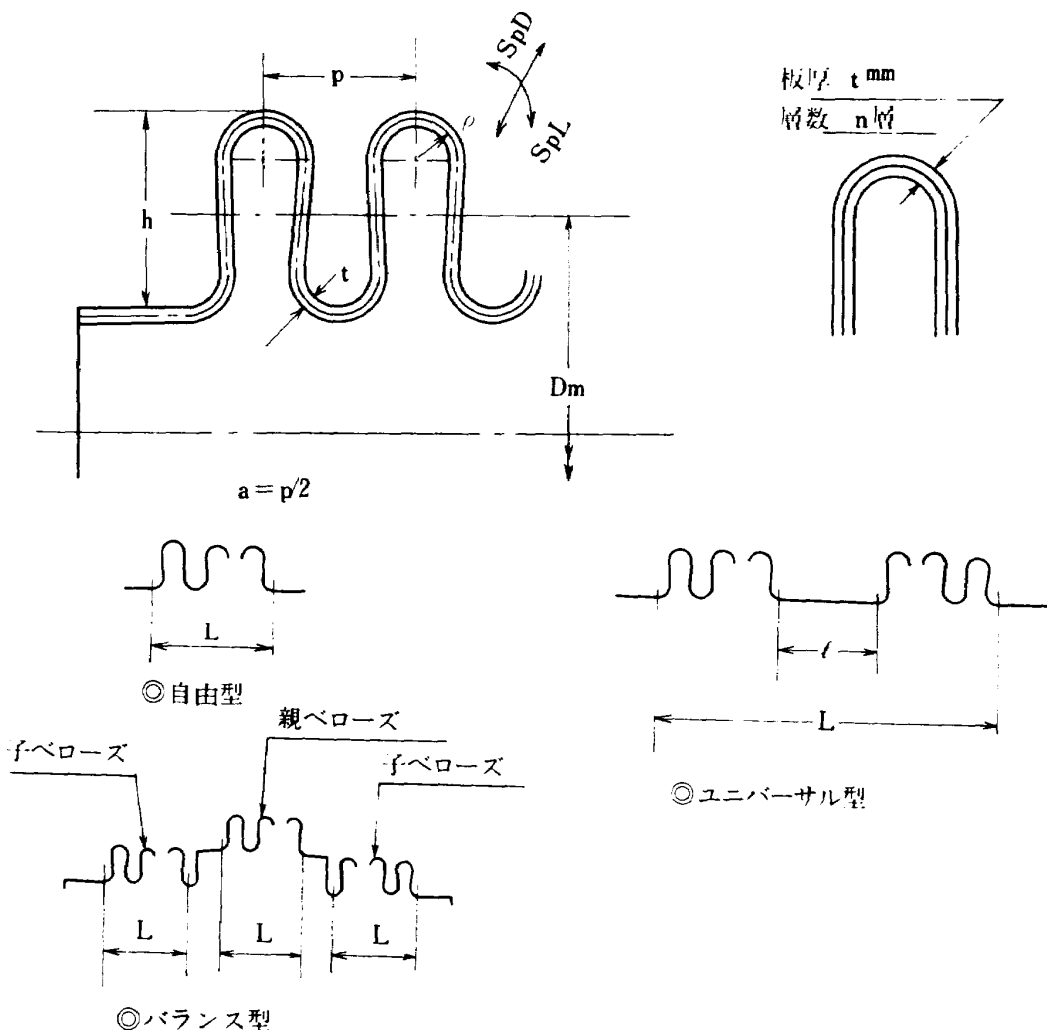 p
SpD
SpL
ρ
板厚 t mm
層数 n層
h
t
Dm
a = p/2
L
◎自由型
ℓ
L
◎ユニバーサル型
親ベローズ
子ベローズ
子ベローズ
L
L
L
◎バランス型